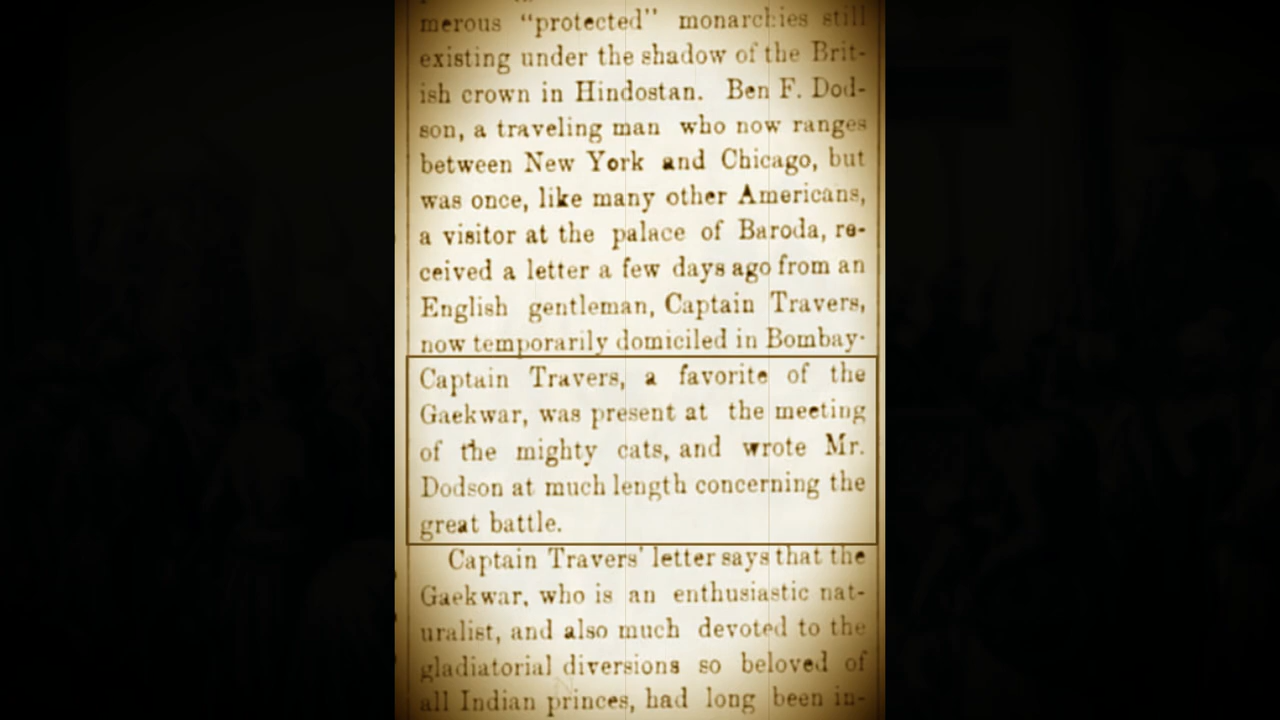 merous “protected” monarchies still
existing under the shadow of the Brit-
ish crown in Hindostan. Ben F. Dod-
son, a traveling man who now ranges
between New York and Chicago, but
was once, like many other Americans,
a visitor at the palace of Baroda, re-
ceived a letter a few days ago from an
English gentleman, Captain Travers,
now temporarily domiciled in Bombay·
Captain Travers, a favorite of the
Gaekwar, was present at the meeting
of the mighty cats, and wrote Mr.
Dodson at much length concerning the
great battle.
Captain Travers' letter says that the
Gaekwar, who is an enthusiastic nat-
uralist, and also much devoted to the
gladiatorial diversions so beloved of
all Indian princes, had long been in-